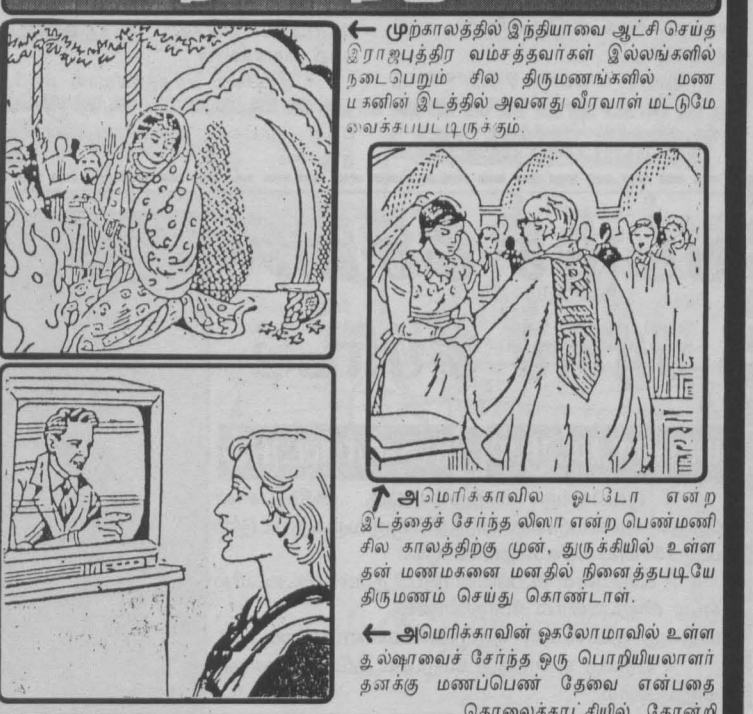 முற்காலத்தில் இந்தியாவை ஆட்சி செய்த
இராஜபுத்திர வம்சத்தவர்கள் இல்லங்களில்
நடைபெறும் சில திருமணங்களில் மண
மகனின் இடத்தில் அவனது வீரவாள் மட்டுமே
வைக்கப்பட்டிருக்கும்.
அமெரிக்காவில் ஓட்டோ என்ற
இடத்தைச் சேர்ந்த லிஸா என்ற பெண்மணி
சில காலத்திற்கு முன், துருக்கியில் உள்ள
தன் மணமகனை மனதில் நினைத்தபடியே
திருமணம் செய்து கொண்டாள்.
அமெரிக்காவின் ஓகலோமாவில் உள்ள
துல்ஷாவைச் சேர்ந்த ஒரு பொறியியலாளர்
தனக்கு மணப்பெண் தேவை என்பதை
தொலைக்காட்சியில் தோன்றி